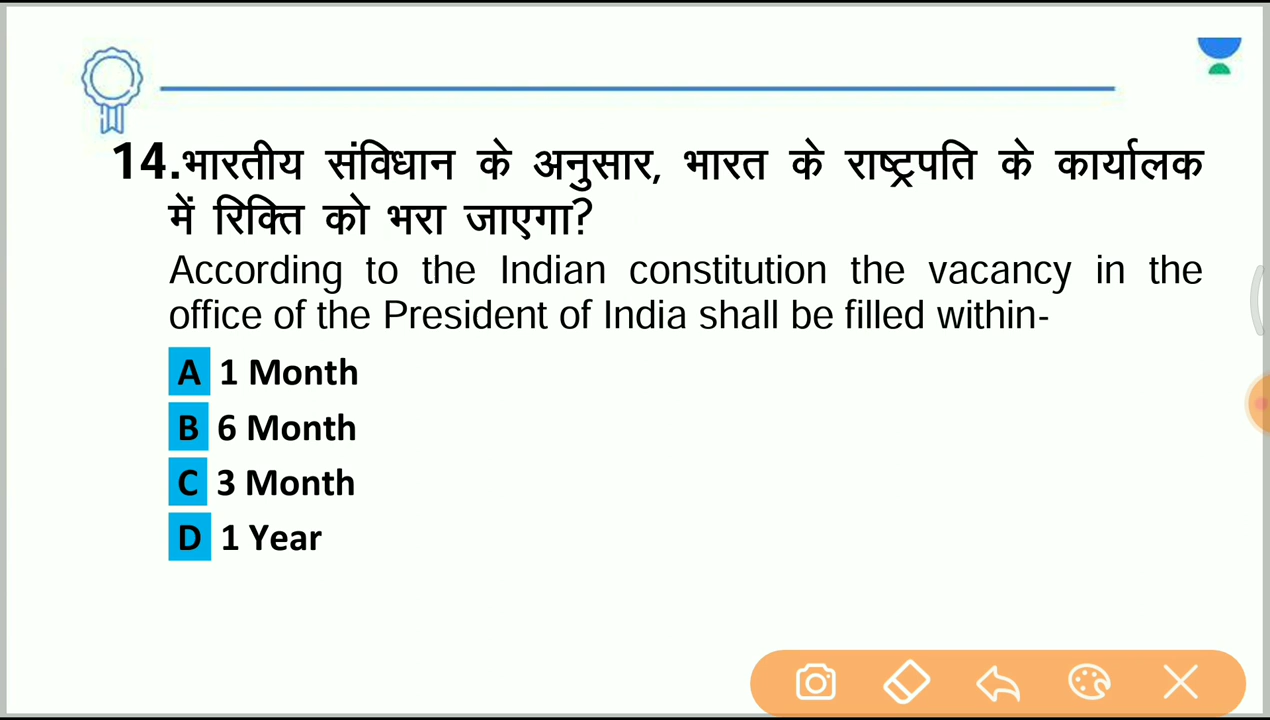 14.भारतीय संविधान के अनुसार, भारत के राष्ट्रपति के कार्यालक
में रिक्ति को भरा जाएगा?
According to the Indian constitution the vacancy in the
office of the President of India shall be filled within-
A 1 Month
B 6 Month
C 3 Month
D 1 Year